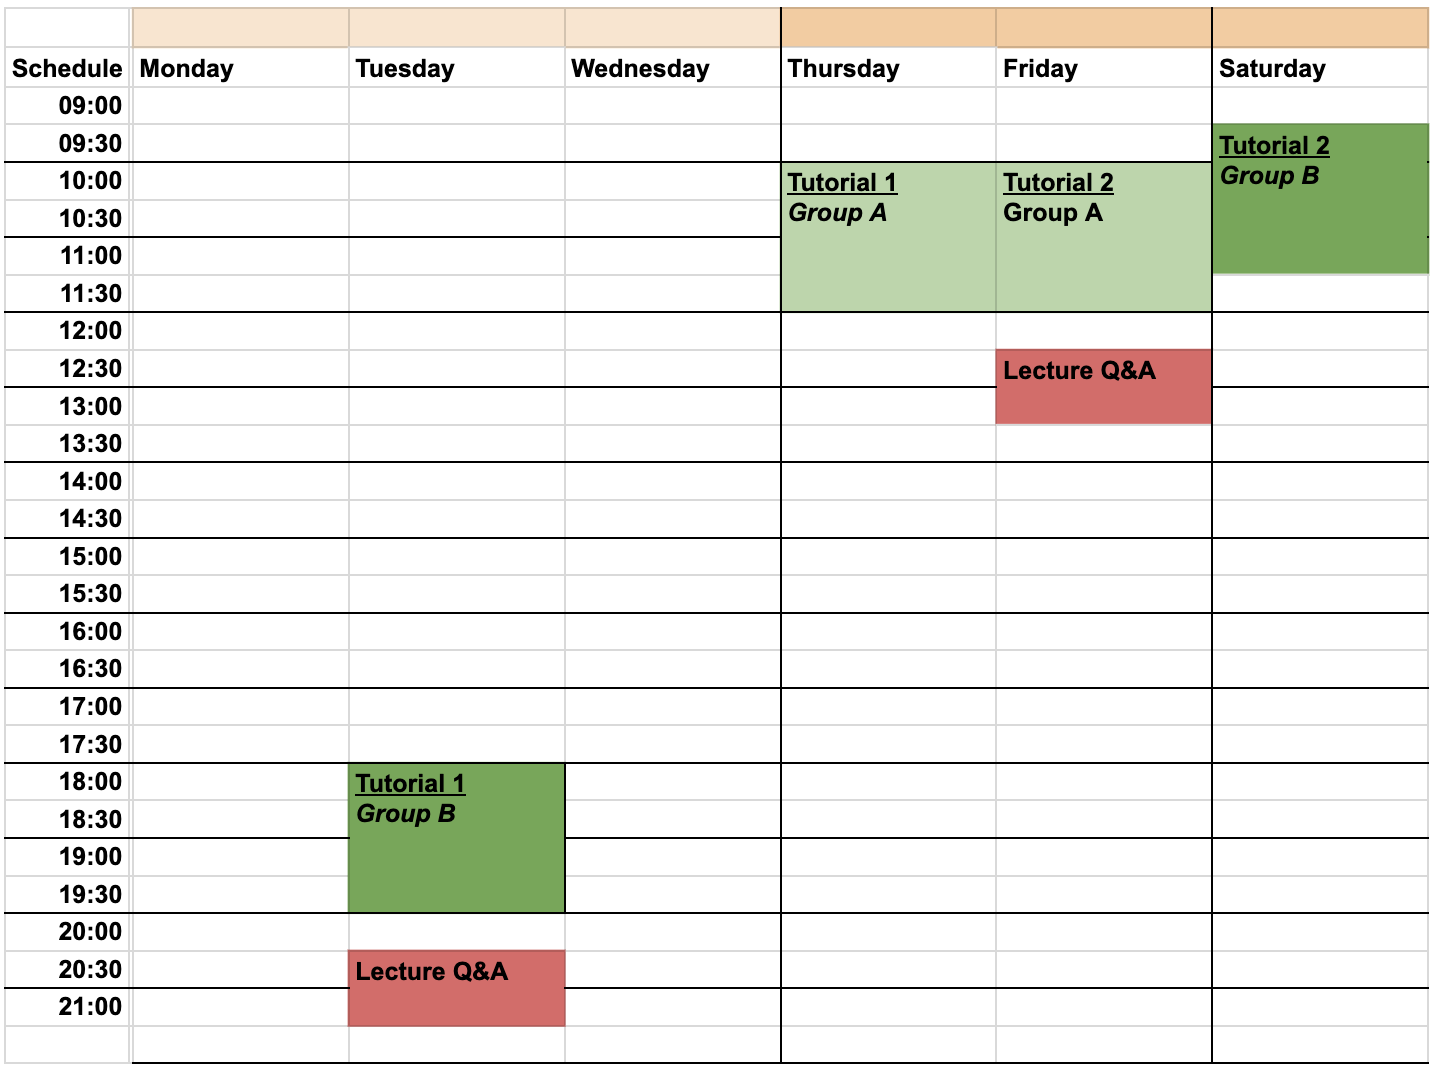 Schedule Monday Tuesday Wednesday Thursday Friday Saturday
09:00
09:30 Tutorial 2
Group B
10:00 Tutorial 1 Tutorial 2
10:30 Group A Group A
11:00
11:30
12:00
12:30 Lecture Q&A
13:00
13:30
14:00
14:30
15:00
15:30
16:00
16:30
17:00
17:30
18:00 Tutorial 1
18:30 Group B
19:00
19:30
20:00
20:30 Lecture Q&A
21:00